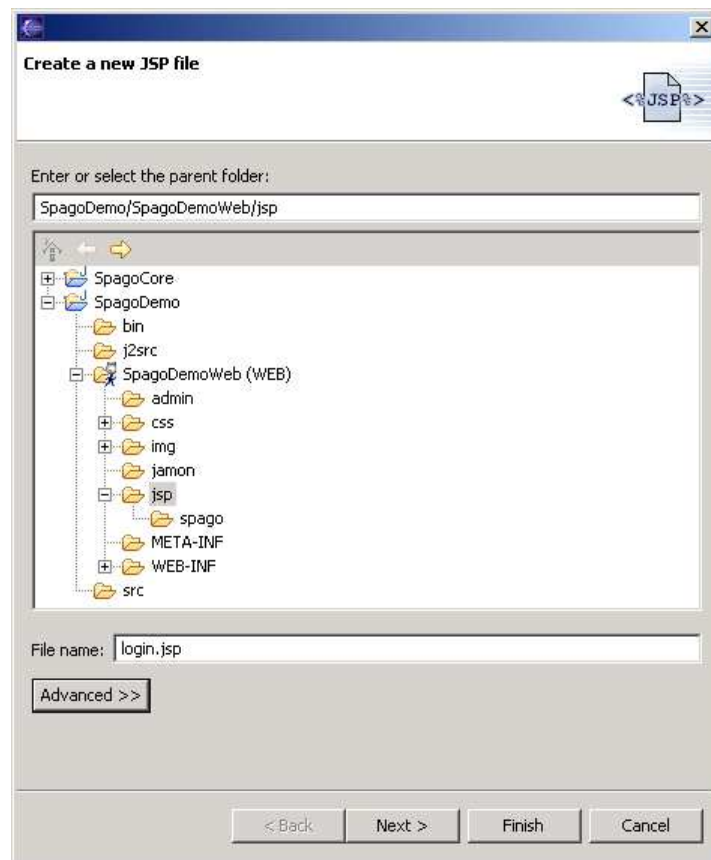 Create a new JSP file
<%JSP%>
Enter or select the parent folder:
SpagoDemo/SpagoDemoWeb/jsp
SpagoCore
SpagoDemo
bin
j2src
SpagoDemoWeb (WEB)
admin
css
img
jamon
jsp
spago
META-INF
WEB-INF
src
File name: login.jsp
Advanced >>
< Back Next > Finish Cancel